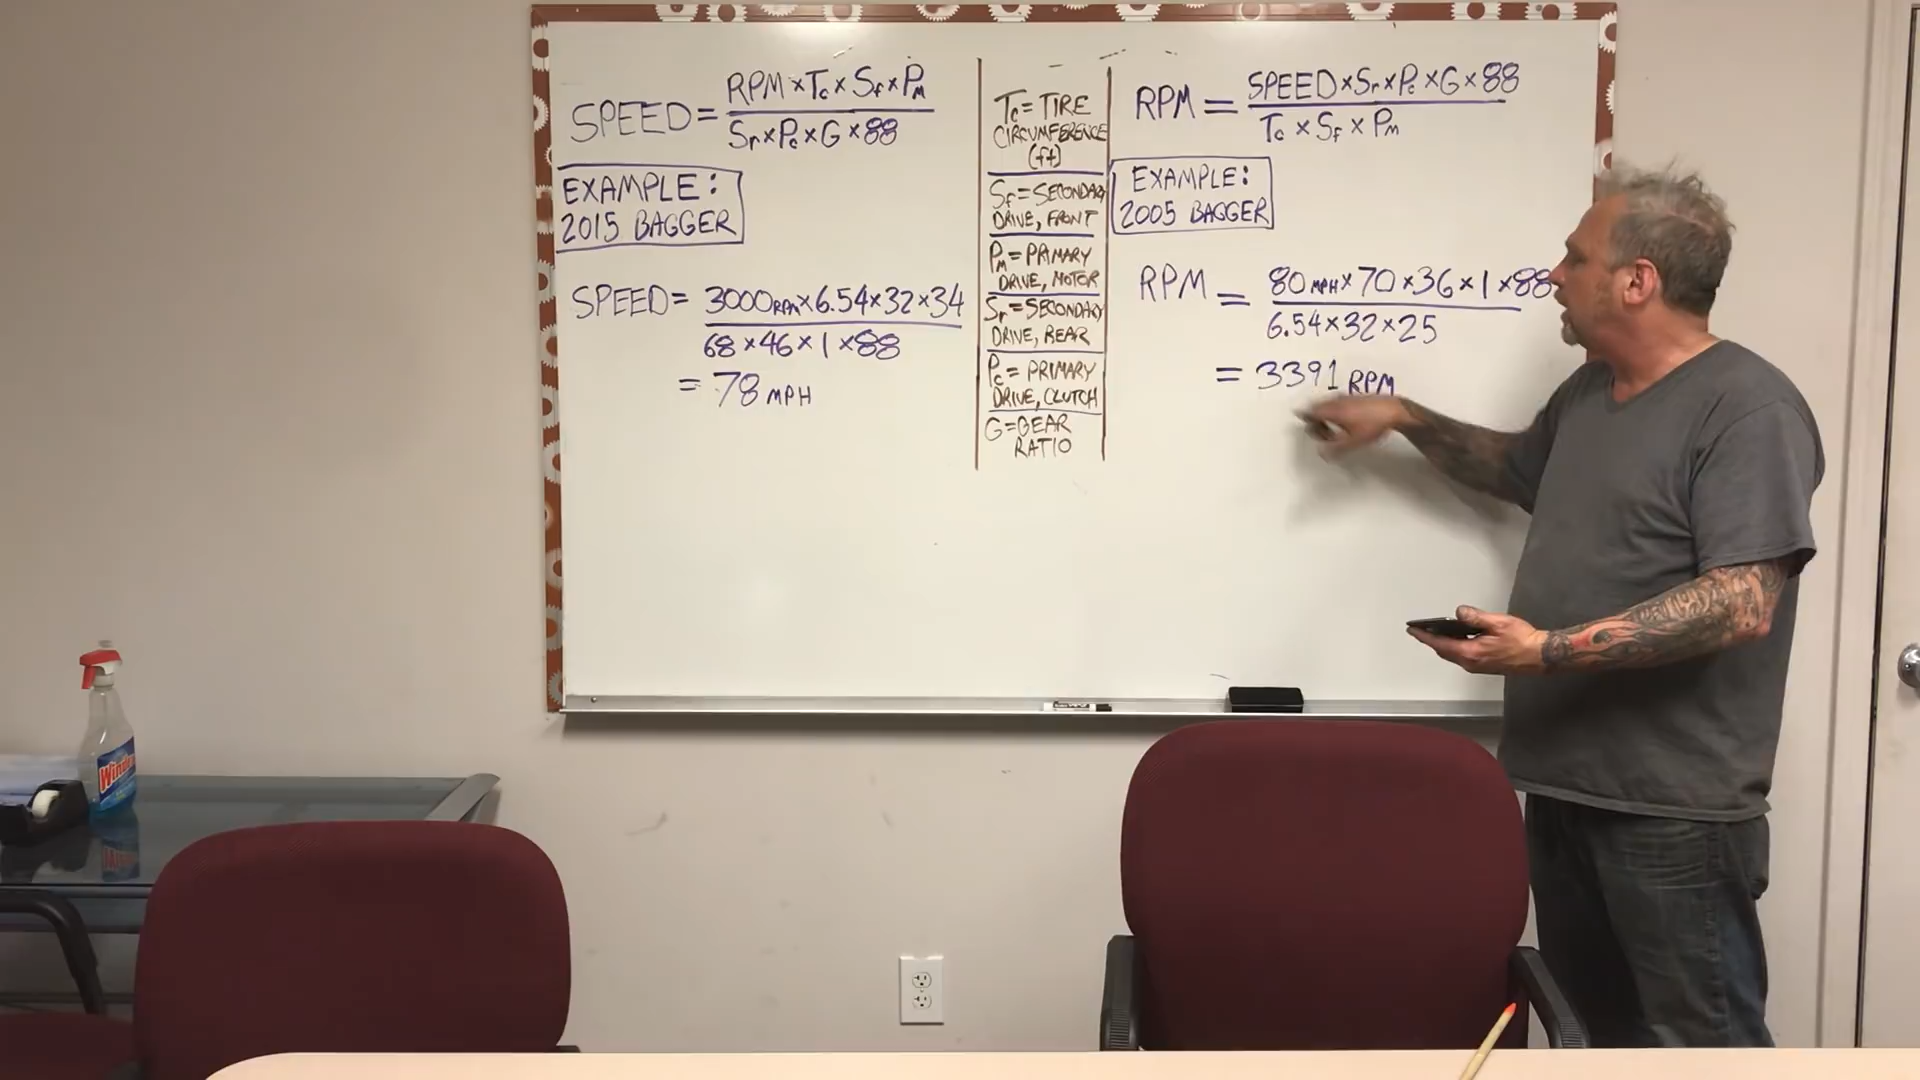 SPEED = RPM × Tc × Sf × PM
Sr × Pc × G × 88
EXAMPLE:
2015 BAGGER
SPEED = 3000RPM × 6.54 × 32 × 34
68 × 46 × 1 × 88
= 78 MPH
Tc = TIRE
CIRCUMFERENCE
(ft)
Sf = SECONDARY
DRIVE, FRONT
PM = PRIMARY
DRIVE, MOTOR
Sr = SECONDARY
DRIVE, REAR
Pc = PRIMARY
DRIVE, CLUTCH
G = GEAR
RATIO
RPM = SPEED × Sr × Pc × G × 88
Tc × Sf × PM
EXAMPLE:
2005 BAGGER
RPM = 80 MPH × 70 × 36 × 1 × 88
6.54 × 32 × 25
= 3391 RPM